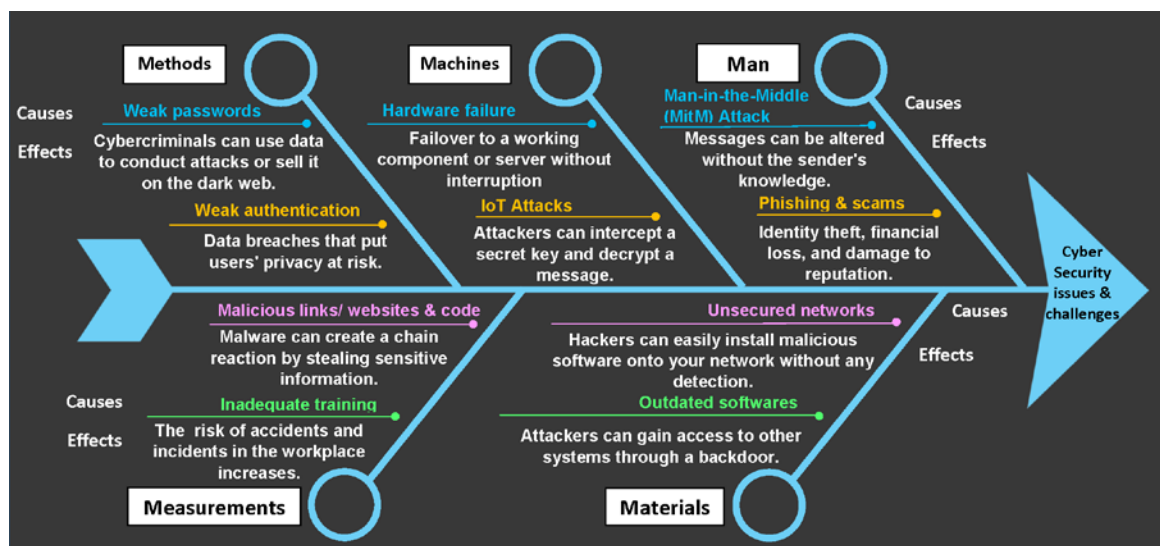 Methods
Machines
Man
Causes
Effects
Weak passwords
Cybercriminals can use data
to conduct attacks or sell it
on the dark web.
Weak authentication
Data breaches that put
users' privacy at risk.
Hardware failure
Failover to a working
component or server without
interruption
IoT Attacks
Attackers can intercept a
secret key and decrypt a
message.
Man-in-the-Middle
(MitM) Attack
Messages can be altered
without the sender's
knowledge.
Phishing & scams
Identity theft, financial
loss, and damage to
reputation.
Causes
Effects
Cyber
Security
issues &
challenges
Malicious links/ websites & code
Malware can create a chain
reaction by stealing sensitive
information.
Causes
Effects
Inadequate training
The risk of accidents and
incidents in the workplace
increases.
Unsecured networks
Hackers can easily install malicious
software onto your network without any
detection.
Outdated softwares
Attackers can gain access to other
systems through a backdoor.
Causes
Effects
Measurements
Materials